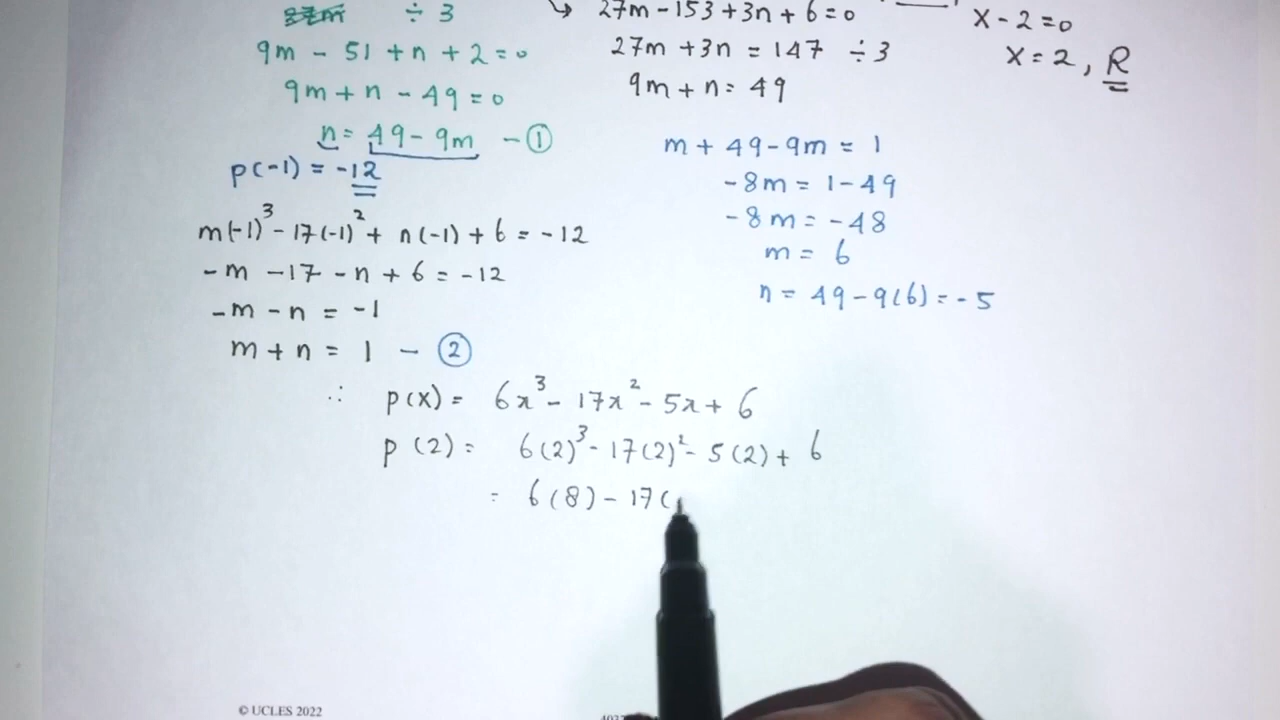 ÷ 3
9m - 51 + n + 2 = 0
9m + n - 49 = 0
n = 49 - 9m - ①
p(-1) = -12
m(-1)³ - 17(-1)² + n(-1) + 6 = -12
-m - 17 - n + 6 = -12
-m - n = -1
m + n = 1 - ②
27m - 153 + 3n + 6 = 0
27m + 3n = 147 ÷ 3
9m + n = 49
x - 2 = 0
x = 2, R
m + 49 - 9m = 1
-8m = 1 - 49
-8m = -48
m = 6
n = 49 - 9(6) = -5
∴ p(x) = 6x³ - 17x² - 5x + 6
p(2) = 6(2)³ - 17(2)² - 5(2) + 6
= 6(8) - 17(
© UCLES 2022